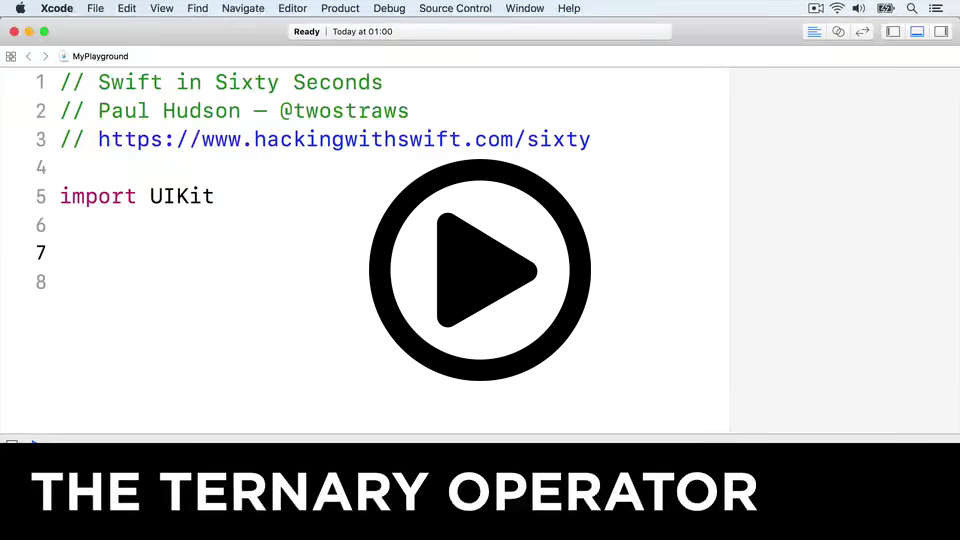 Xcode File Edit View Find Navigate Editor Product Debug Source Control Window Help
Ready | Today at 01:00
MyPlayground
1 // Swift in Sixty Seconds
2 // Paul Hudson — @twostraws
3 // https://www.hackingwithswift.com/sixty
4
5 import UIKit
6
7
8
THE TERNARY OPERATOR